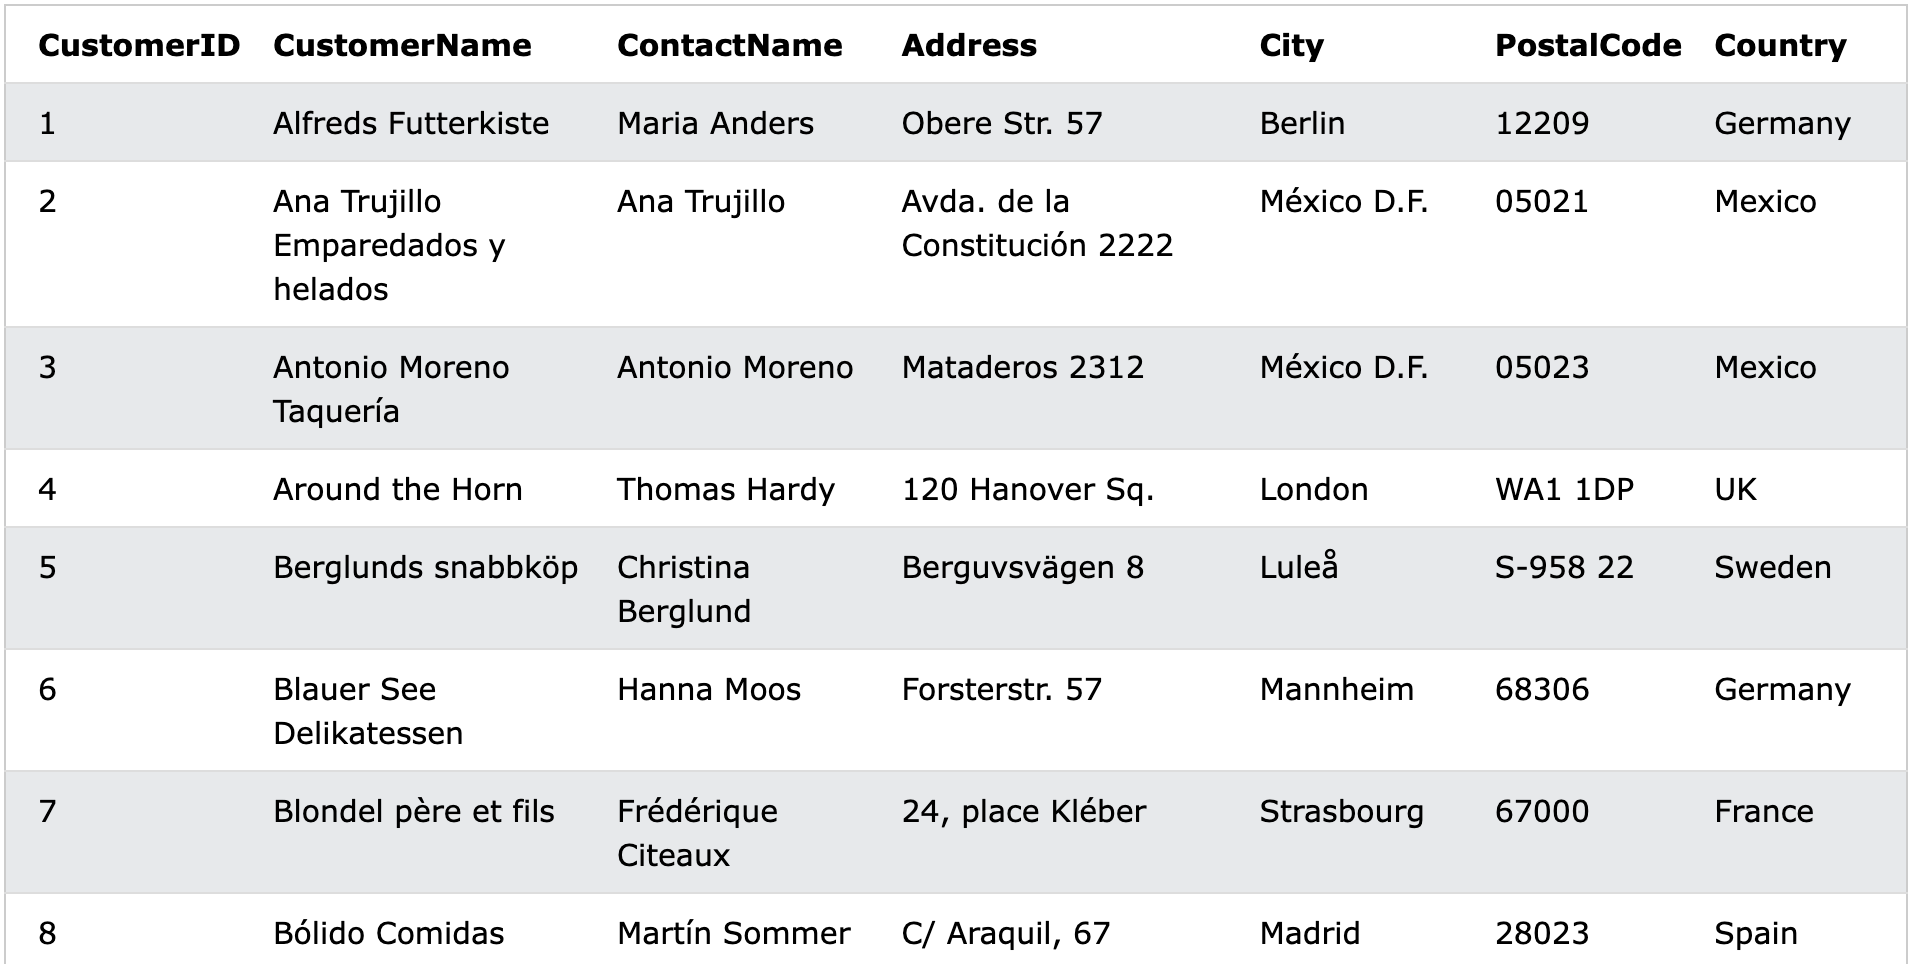 CustomerID CustomerName ContactName Address City PostalCode Country
1 Alfreds Futterkiste Maria Anders Obere Str. 57 Berlin 12209 Germany
2 Ana Trujillo Ana Trujillo Avda. de la México D.F. 05021 Mexico
Emparedados y Constitución 2222
helados
3 Antonio Moreno Antonio Moreno Mataderos 2312 México D.F. 05023 Mexico
Taquería
4 Around the Horn Thomas Hardy 120 Hanover Sq. London WA1 1DP UK
5 Berglunds snabbköp Christina Berguvsvägen 8 Luleå S-958 22 Sweden
Berglund
6 Blauer See Hanna Moos Forsterstr. 57 Mannheim 68306 Germany
Delikatessen
7 Blondel père et fils Frédérique 24, place Kléber Strasbourg 67000 France
Citeaux
8 Bólido Comidas Martín Sommer C/ Araquil, 67 Madrid 28023 Spain